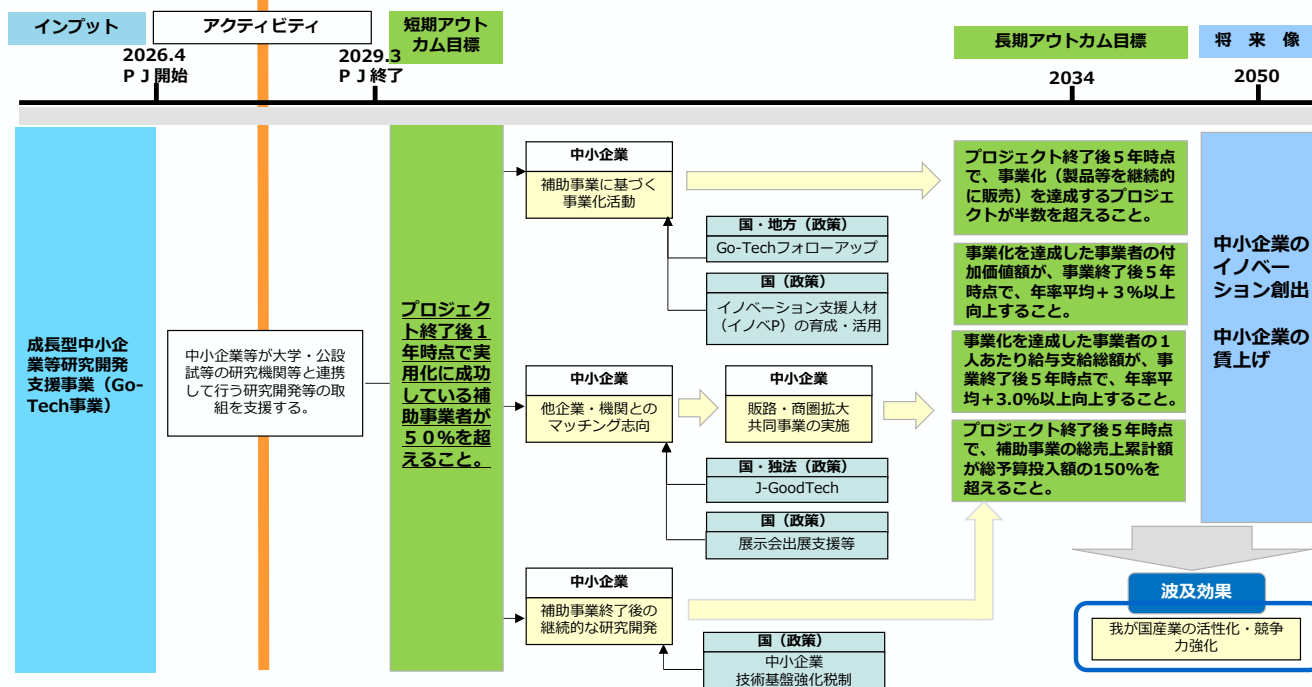 インプット
アクティビティ
短期アウト
カム目標
長期アウトカム目標
将 来 像
2026.4
ＰＪ開始
2029.3
ＰＪ終了
2034
2050
成長型中小企
業等研究開発
支援事業（Go-
Tech事業）
中小企業等が大学・公設
試等の研究機関等と連携
して行う研究開発等の取
組を支援する。
プロジェク
ト終了後１
年時点で実
用化に成功
している補
助事業者が
５０％を超
えること。
中小企業
補助事業に基づく
事業化活動
国・地方（政策）
Go-Techフォローアップ
国（政策）
イノベーション支援人材
（イノベP）の育成・活用
中小企業
他企業・機関との
マッチング志向
中小企業
販路・商圏拡大
共同事業の実施
国・独法（政策）
J-GoodTech
国（政策）
展示会出展支援等
中小企業
補助事業終了後の
継続的な研究開発
国（政策）
中小企業
技術基盤強化税制
プロジェクト終了後５年時点
で、事業化（製品等を継続的
に販売）を達成するプロジェ
クトが半数を超えること。
事業化を達成した事業者の付
加価値額が、事業終了後５年
時点で、年率平均＋３％以上
向上すること。
事業化を達成した事業者の１
人あたり給与支給総額が、事
業終了後５年時点で、年率平
均+3.0%以上向上すること。
プロジェクト終了後５年時点
で、補助事業の総売上累計額
が総予算投入額の150%を
超えること。
中小企業の
イノベー
ション創出
中小企業の
賃上げ
波及効果
我が国産業の活性化・競争
力強化